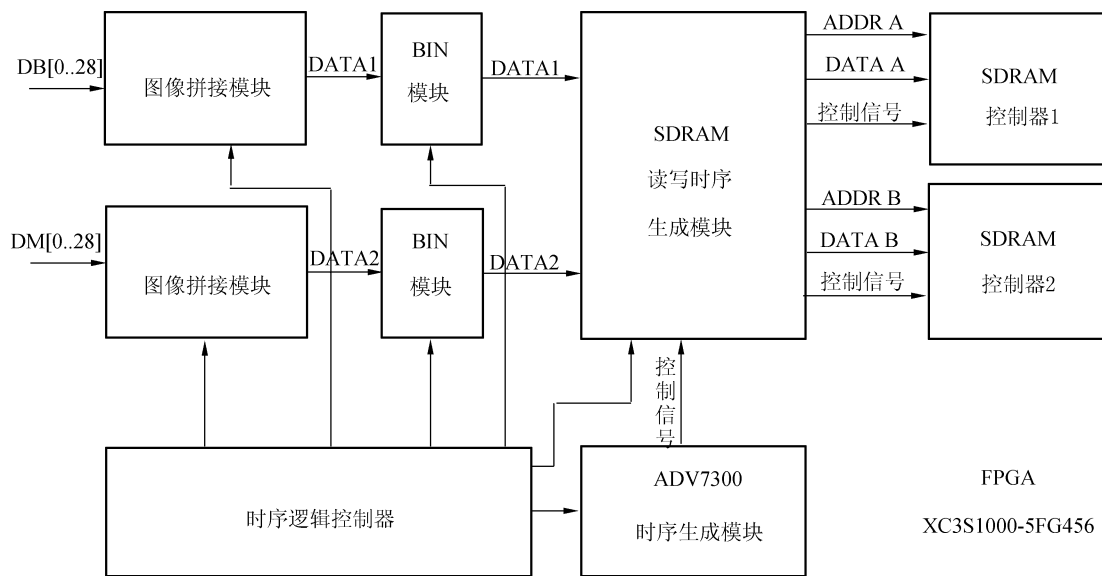 DB[0..28]
图像拼接模块
DATA1
BIN
模块
DATA1
SDRAM
读写时序
生成模块
ADDR A
DATA A
控制信号
SDRAM
控制器1
DM[0..28]
图像拼接模块
DATA2
BIN
模块
DATA2
ADDR B
DATA B
控制信号
SDRAM
控制器2
控制信号
时序逻辑控制器
ADV7300
时序生成模块
FPGA
XC3S1000-5FG456